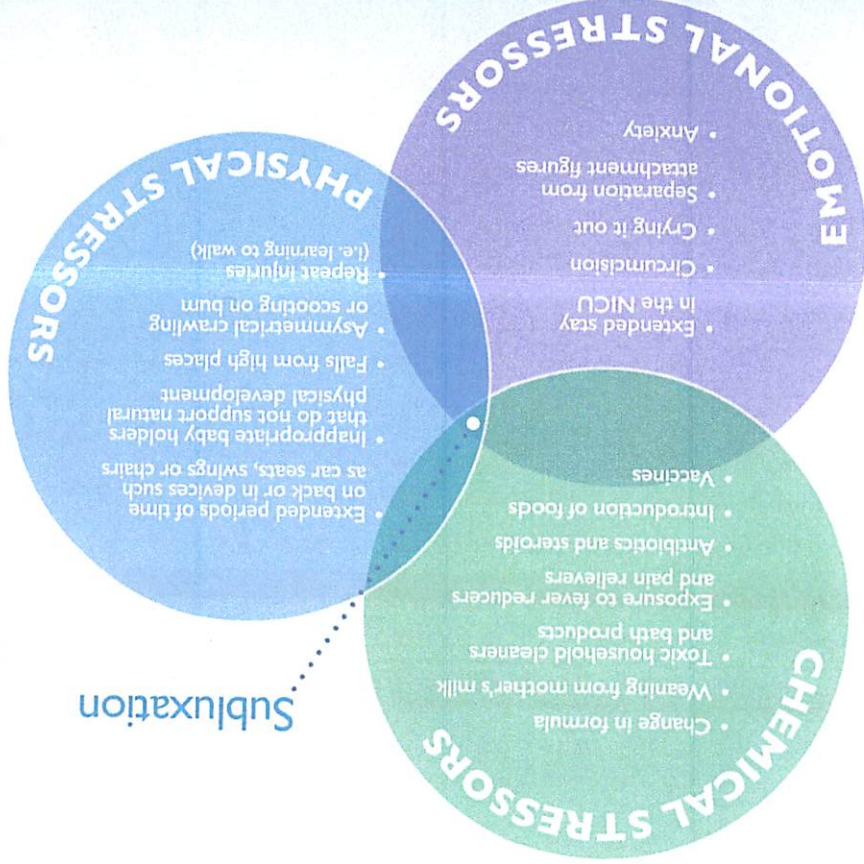 Subluxation
CHEMICAL STRESSORS
• Change in formula
• Weaning from mother's milk
• Toxic household cleaners
and bath products
• Exposure to fever reducers
and pain relievers
• Antibiotics and steroids
• Introduction of foods
• Vaccines
PHYSICAL STRESSORS
• Extended periods of time
on back or in devices such
as car seats, swings or chairs
• Inappropriate baby holders
that do not support natural
physical development
• Falls from high places
• Asymmetrical crawling
or scooting on bum
• Repeat Injuries
(i.e. learning to walk)
EMOTIONAL STRESSORS
• Extended stay
in the NICU
• Circumcision
• Crying it out
• Separation from
attachment figures
• Anxiety